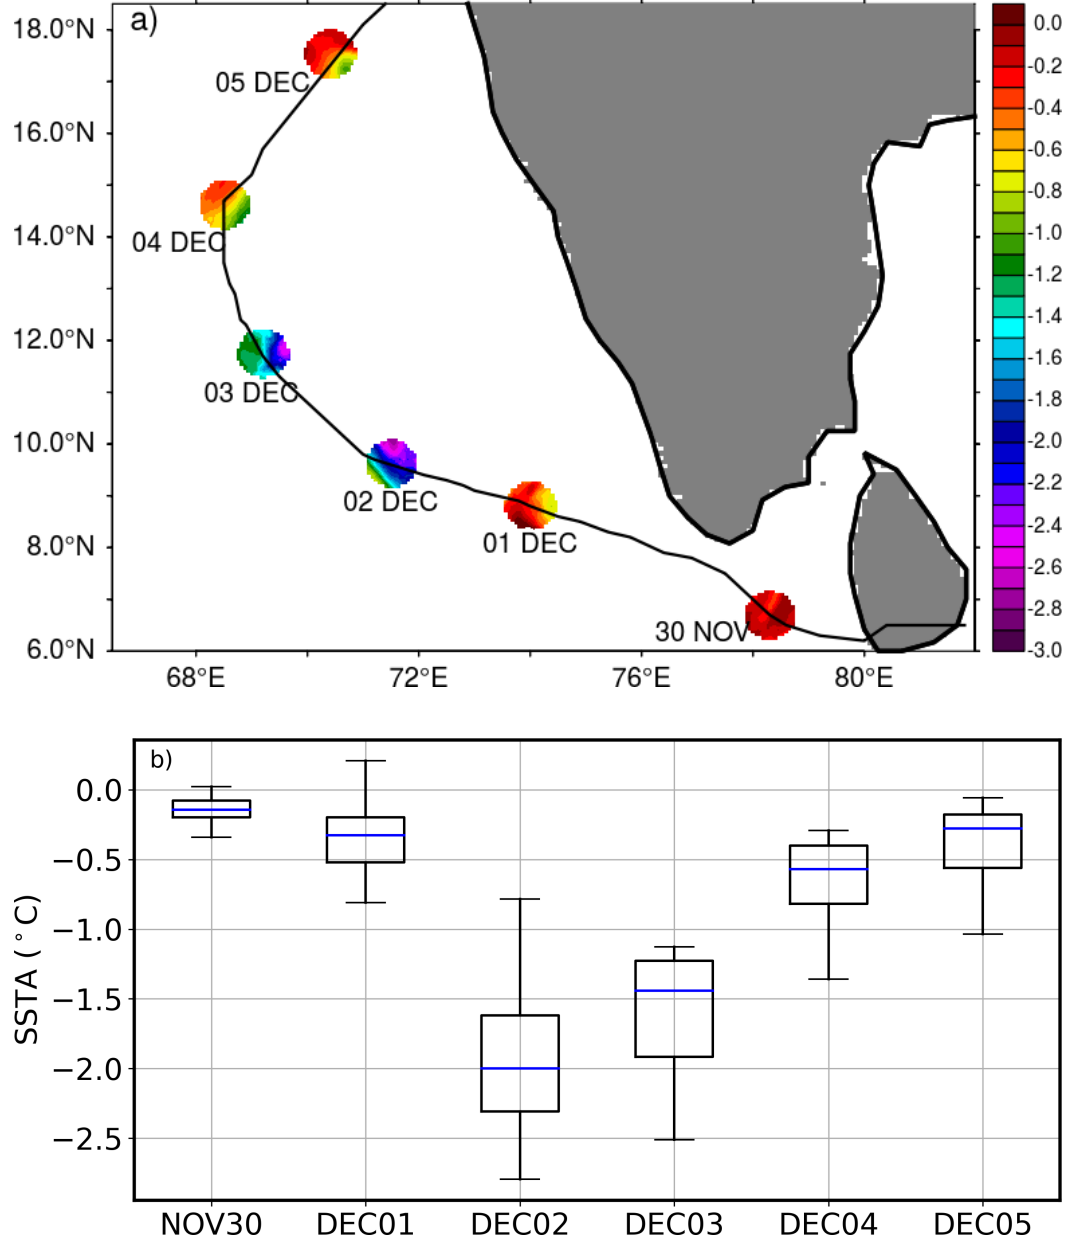 a)
18.0°N
16.0°N
14.0°N
12.0°N
10.0°N
8.0°N
6.0°N
05 DEC
04 DEC
03 DEC
02 DEC
01 DEC
30 NOV
68°E
72°E
76°E
80°E
0.0
-0.2
-0.4
-0.6
-0.8
-1.0
-1.2
-1.4
-1.6
-1.8
-2.0
-2.2
-2.4
-2.6
-2.8
-3.0
b)
SSTA (°C)
0.0
−0.5
−1.0
−1.5
−2.0
−2.5
NOV30
DEC01
DEC02
DEC03
DEC04
DEC05